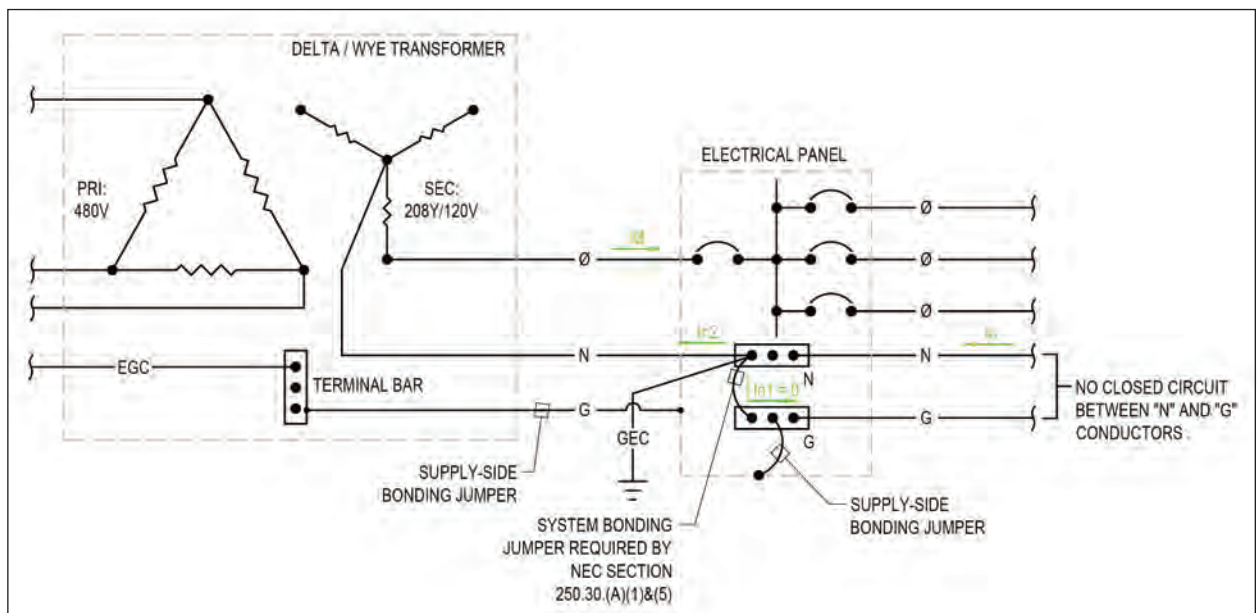 DELTA / WYE TRANSFORMER
ELECTRICAL PANEL
PRI:
480V
SEC:
208Y/120V
Ø
Ø
Ø
Ø
In2
N
N
N
EGC
TERMINAL BAR
In1 = 0
G
G
G
NO CLOSED CIRCUIT
BETWEEN "N" AND "G"
CONDUCTORS
GEC
SUPPLY-SIDE
BONDING JUMPER
SUPPLY-SIDE
BONDING JUMPER
SYSTEM BONDING
JUMPER REQUIRED BY
NEC SECTION
250.30.(A)(1)&(5)